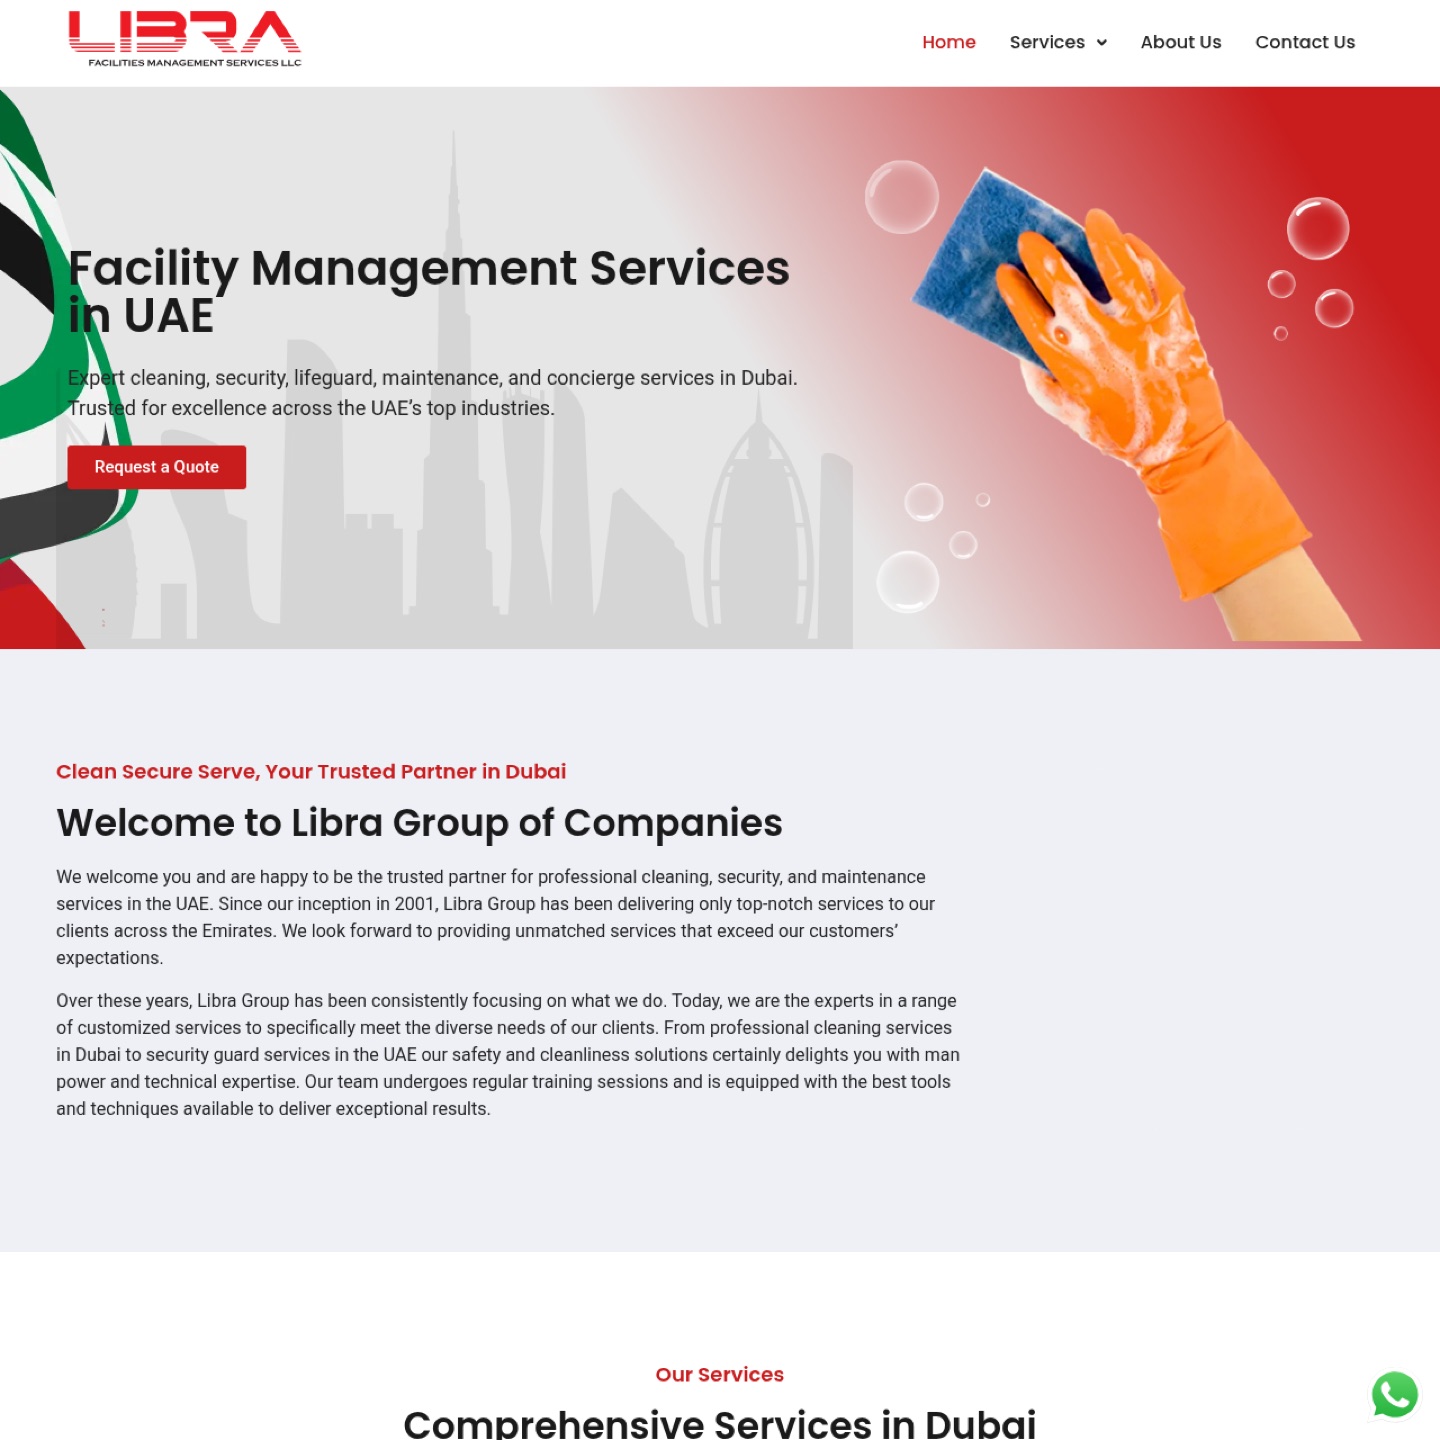 LIBRA
FACILITIES MANAGEMENT SERVICES LLC
Home
Services
About Us
Contact Us
Facility Management Services
in UAE
Expert cleaning, security, lifeguard, maintenance, and concierge services in Dubai.
Trusted for excellence across the UAE’s top industries.
Request a Quote
Clean Secure Serve, Your Trusted Partner in Dubai
Welcome to Libra Group of Companies
We welcome you and are happy to be the trusted partner for professional cleaning, security, and maintenance
services in the UAE. Since our inception in 2001, Libra Group has been delivering only top-notch services to our
clients across the Emirates. We look forward to providing unmatched services that exceed our customers’
expectations.
Over these years, Libra Group has been consistently focusing on what we do. Today, we are the experts in a range
of customized services to specifically meet the diverse needs of our clients. From professional cleaning services
in Dubai to security guard services in the UAE our safety and cleanliness solutions certainly delights you with man
power and technical expertise. Our team undergoes regular training sessions and is equipped with the best tools
and techniques available to deliver exceptional results.
Our Services
Comprehensive Services in Dubai